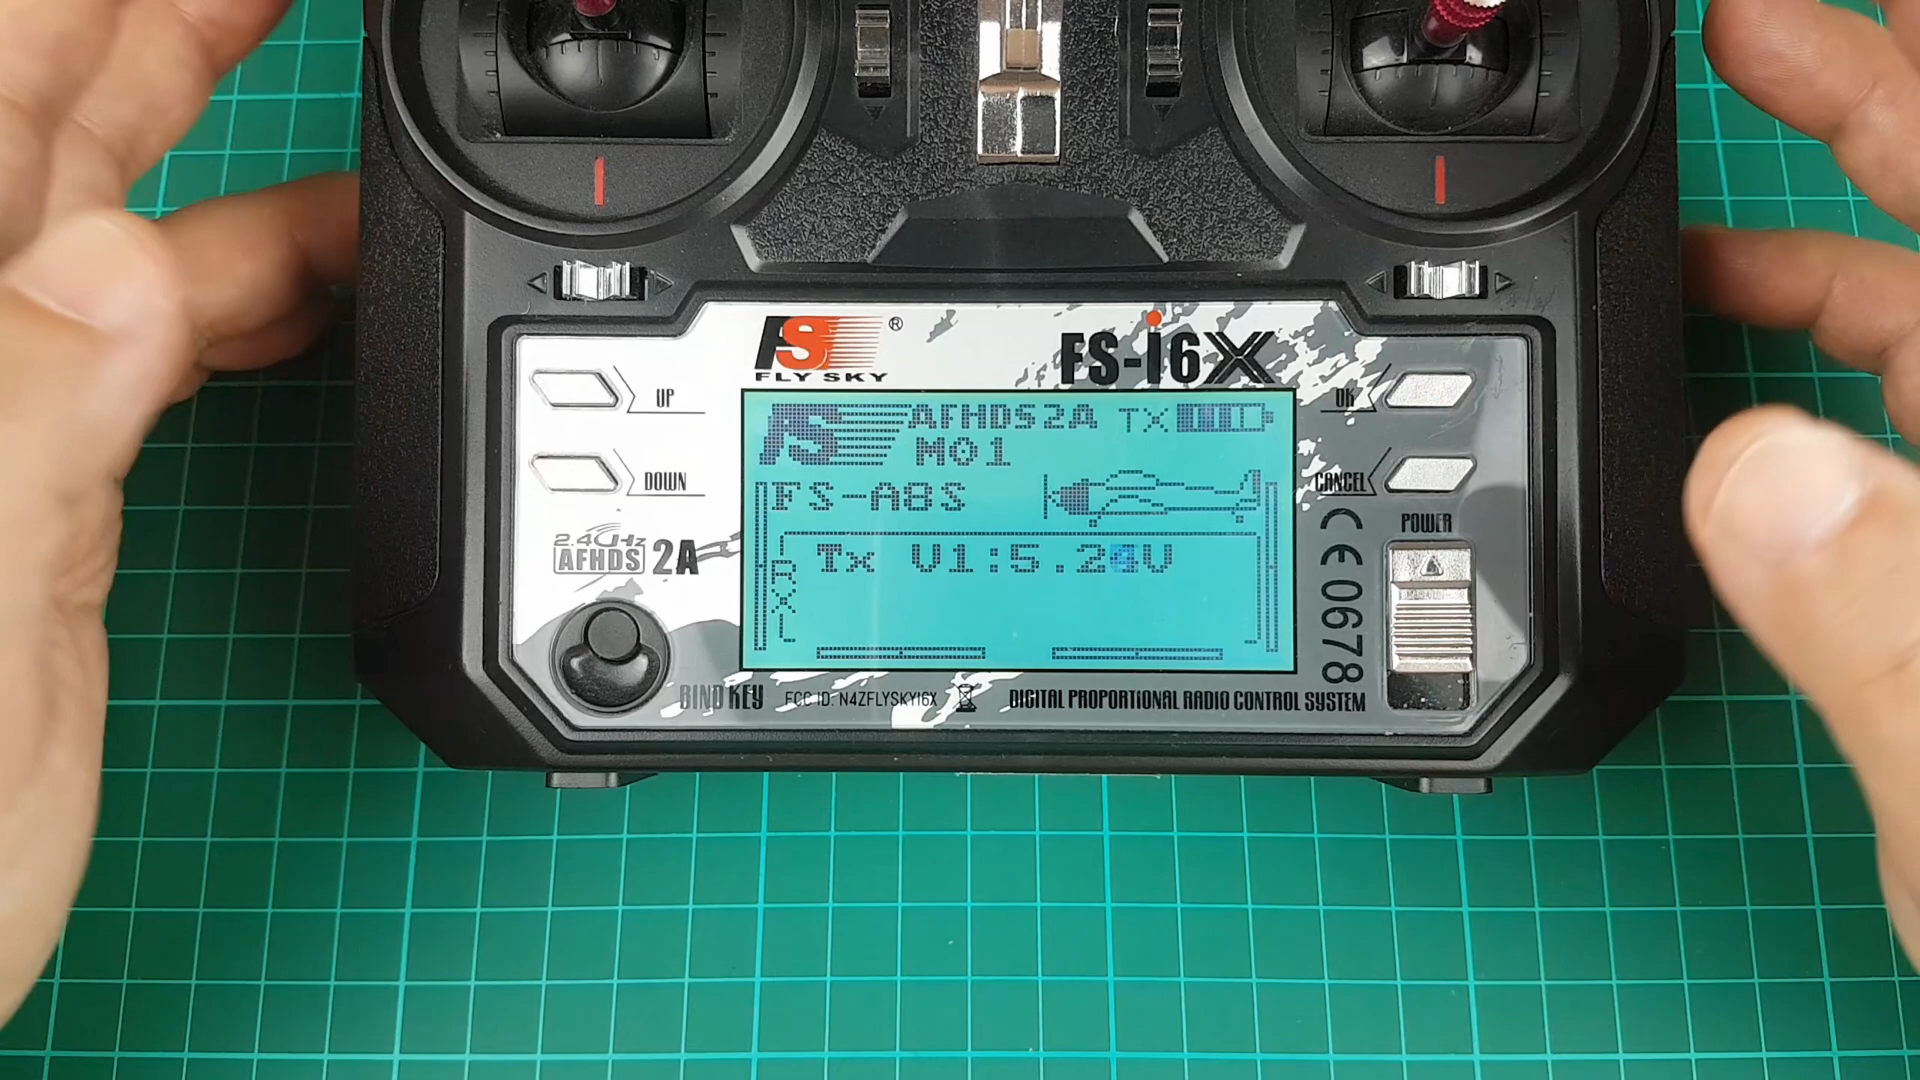 FS ®
FLY SKY
FS-i6X
UP
OK
DOWN
CANCEL
AFHDS2A TX
M01
FS-A8S
Tx V1:5.2
RXL
POWER
2.4GHz
AFHDS 2A
CE0678
BIND KEY FCC ID: N4ZFLYSKYI6X DIGITAL PROPORTIONAL RADIO CONTROL SYSTEM